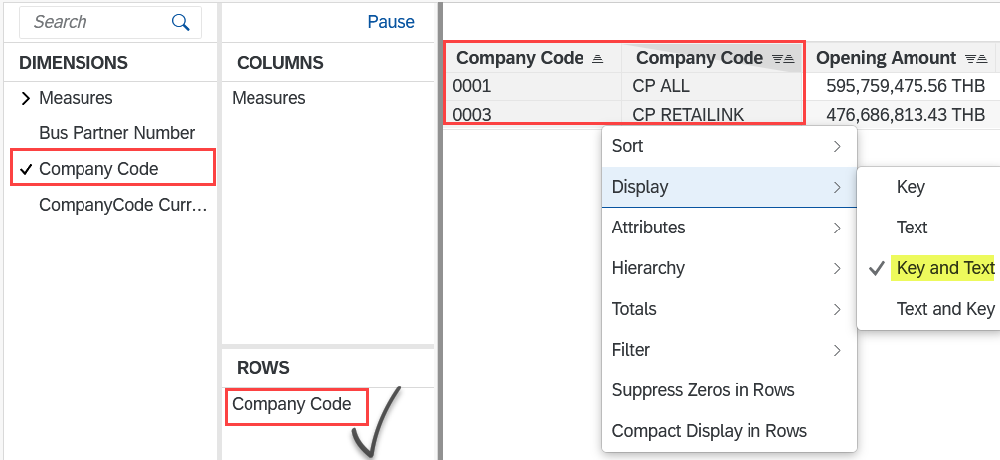 Search
DIMENSIONS
Measures
Bus Partner Number
Company Code
CompanyCode Curr...
Pause
COLUMNS
Measures
ROWS
Company Code
Company Code Company Code Opening Amount
0001 CP ALL 595,759,475.56 THB
0003 CP RETAILINK 476,686,813.43 THB
Sort
Display
Attributes
Hierarchy
Totals
Filter
Suppress Zeros in Rows
Compact Display in Rows
Key
Text
Key and Text
Text and Key